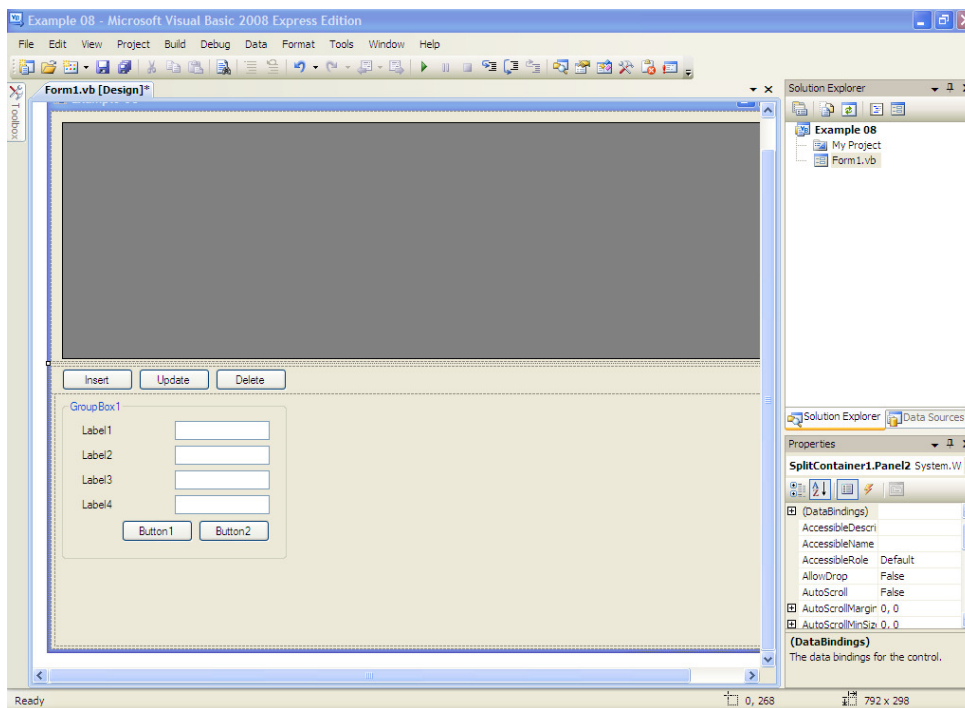 Example 08 - Microsoft Visual Basic 2008 Express Edition
File Edit View Project Build Debug Data Format Tools Window Help
Form1.vb [Design]*
Toolbox
Example 08
Insert Update Delete
GroupBox1
Label1
Label2
Label3
Label4
Button1 Button2
Solution Explorer
Example 08
My Project
Form1.vb
Solution Explorer Data Sources
Properties
SplitContainer1.Panel2 System.W
(DataBindings)
AccessibleDescri
AccessibleName
AccessibleRole Default
AllowDrop False
AutoScroll False
AutoScrollMargin 0, 0
AutoScrollMinSiz 0, 0
(DataBindings)
The data bindings for the control.
Ready 0, 268 792 x 298